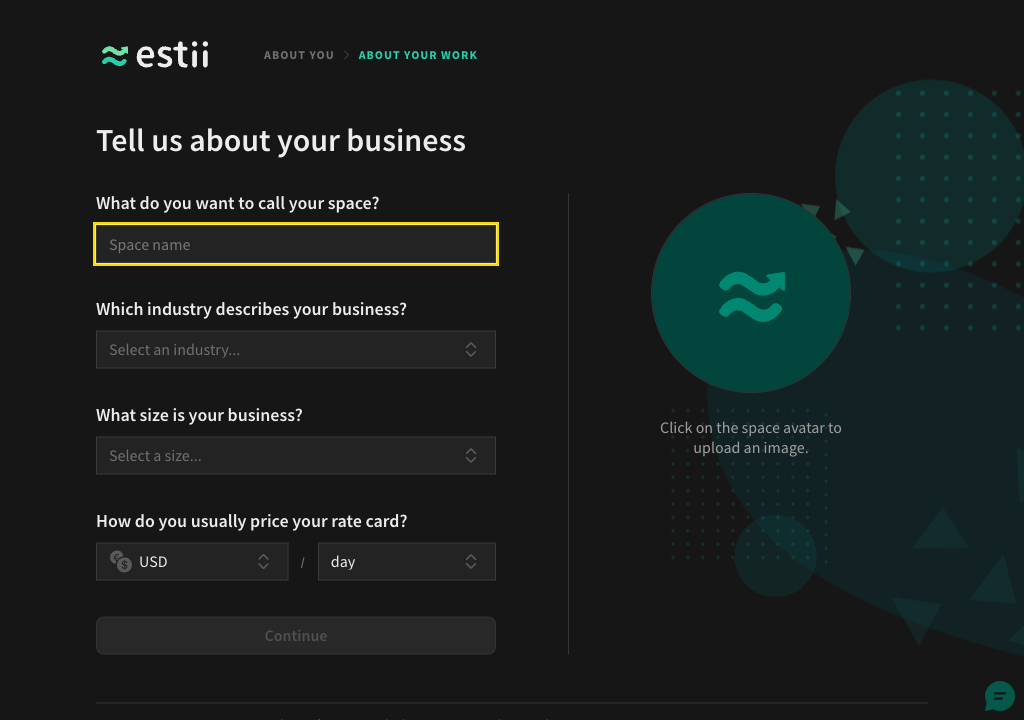 estii
ABOUT YOU
ABOUT YOUR WORK
Tell us about your business
What do you want to call your space?
Space name
Which industry describes your business?
Select an industry...
What size is your business?
Select a size...
How do you usually price your rate card?
USD / day
Continue
Click on the space avatar to
upload an image.